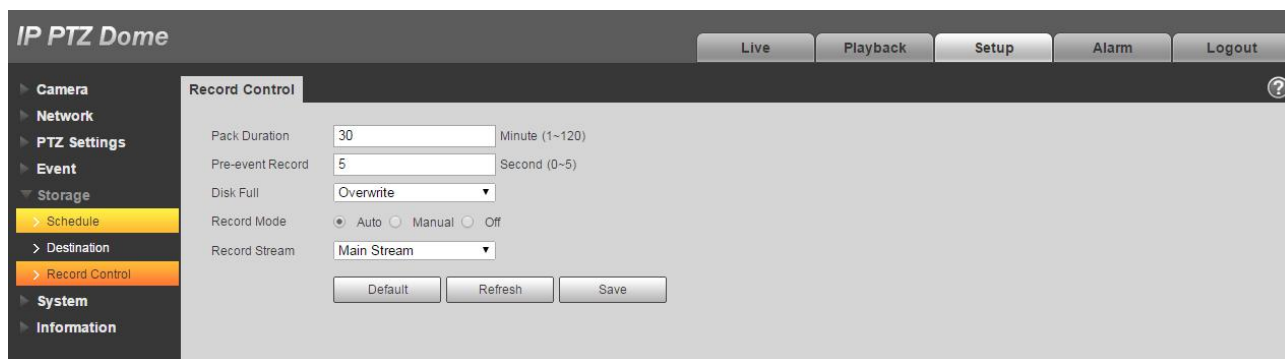 IP PTZ Dome
Live Playback Setup Alarm Logout
Camera
Network
PTZ Settings
Event
Storage
> Schedule
> Destination
> Record Control
System
Information
Record Control
?
Pack Duration 30 Minute (1~120)
Pre-event Record 5 Second (0~5)
Disk Full Overwrite
Record Mode Auto Manual Off
Record Stream Main Stream
Default Refresh Save